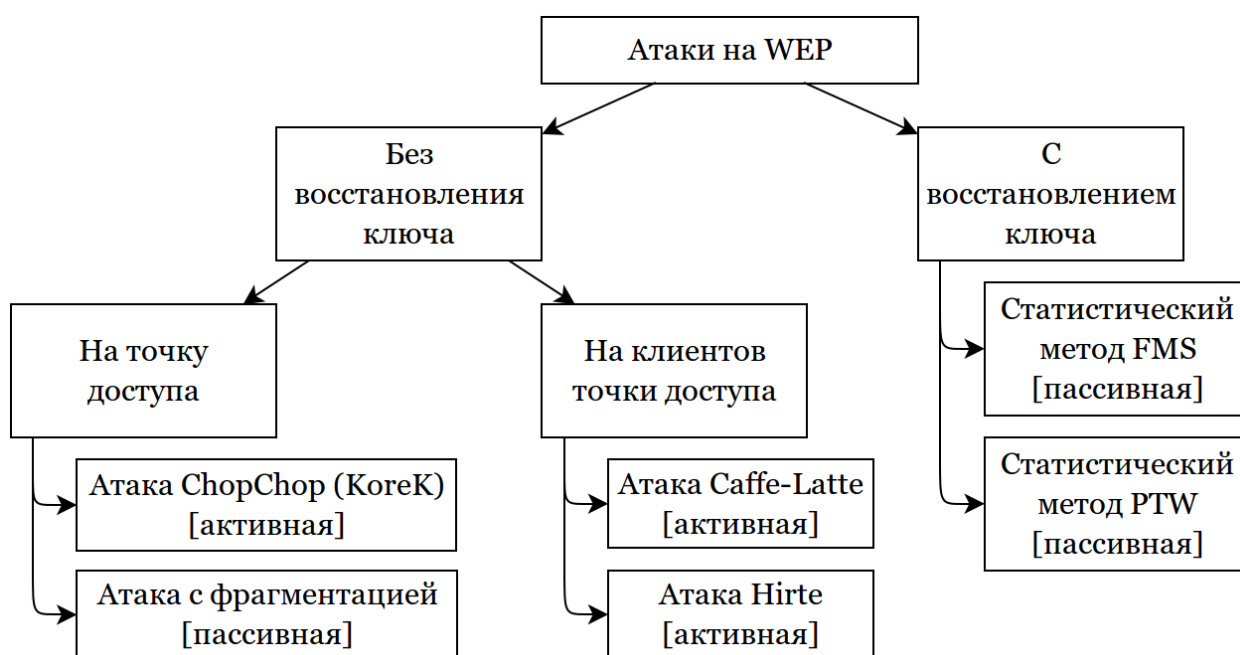 Атаки на WEP
Без
восстановления
ключа
С
восстановлением
ключа
На точку
доступа
На клиентов
точки доступа
Статистический
метод FMS
[пассивная]
Статистический
метод PTW
[пассивная]
Атака ChopChop (KoreK)
[активная]
Атака Caffe-Latte
[активная]
Атака с фрагментацией
[пассивная]
Атака Hirte
[активная]